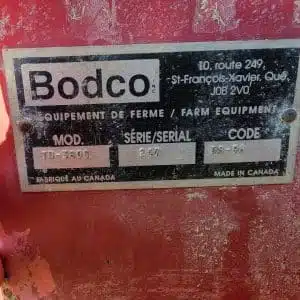 Bodco
10, route 249,
St-François-Xavier, Qué.
J0B 2V0
ÉQUIPEMENT DE FERME / FARM EQUIPMENT
MOD.
SÉRIE/SERIAL
CODE
240
FABRIQUÉ AU CANADA
MADE IN CANADA